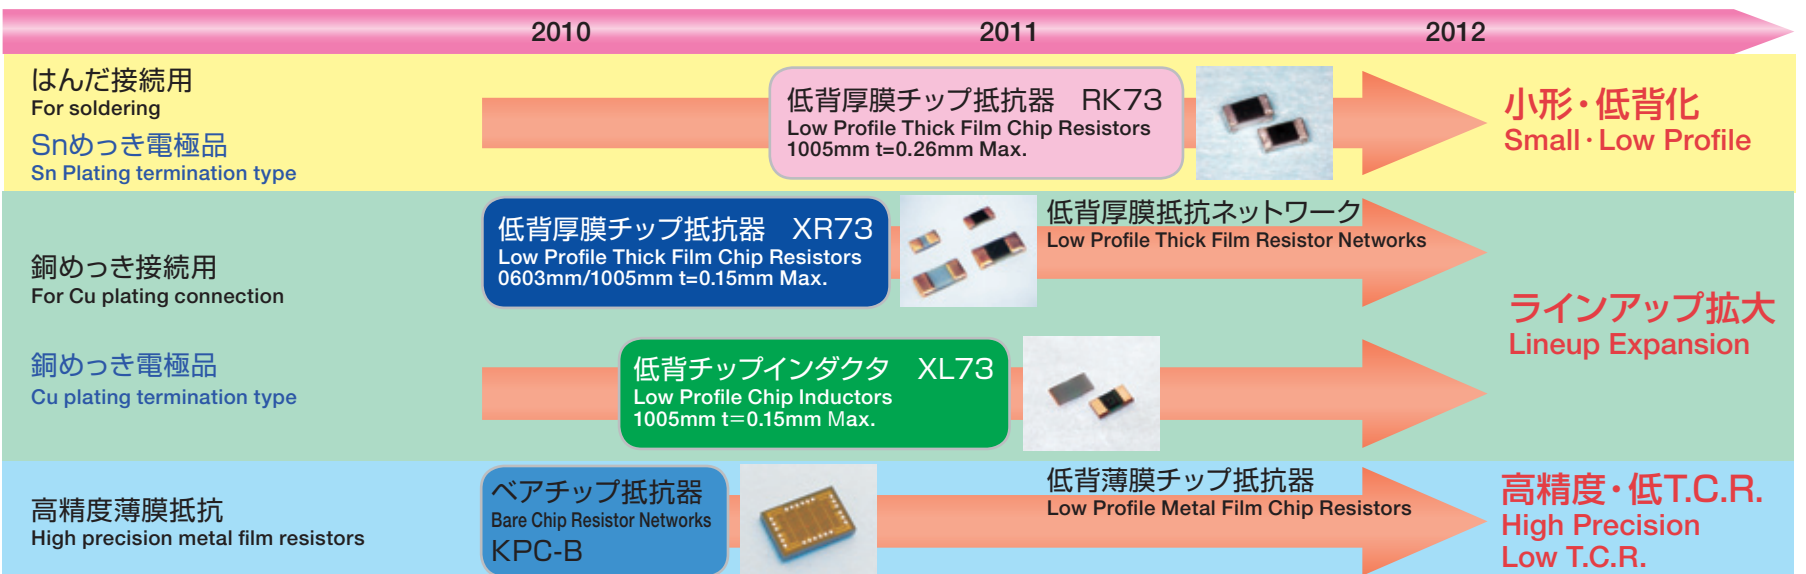 2010 2011 2012
はんだ接続用
For soldering
Snめっき電極品
Sn Plating termination type
低背厚膜チップ抵抗器 RK73
Low Profile Thick Film Chip Resistors
1005mm t=0.26mm Max.
小形・低背化
Small・Low Profile
銅めっき接続用
For Cu plating connection
銅めっき電極品
Cu plating termination type
低背厚膜チップ抵抗器 XR73
Low Profile Thick Film Chip Resistors
0603mm/1005mm t=0.15mm Max.
低背厚膜抵抗ネットワーク
Low Profile Thick Film Resistor Networks
低背チップインダクタ XL73
Low Profile Chip Inductors
1005mm t=0.15mm Max.
ラインアップ拡大
Lineup Expansion
高精度薄膜抵抗
High precision metal film resistors
ベアチップ抵抗器
Bare Chip Resistor Networks
KPC-B
低背薄膜チップ抵抗器
Low Profile Metal Film Chip Resistors
高精度・低T.C.R.
High Precision
Low T.C.R.